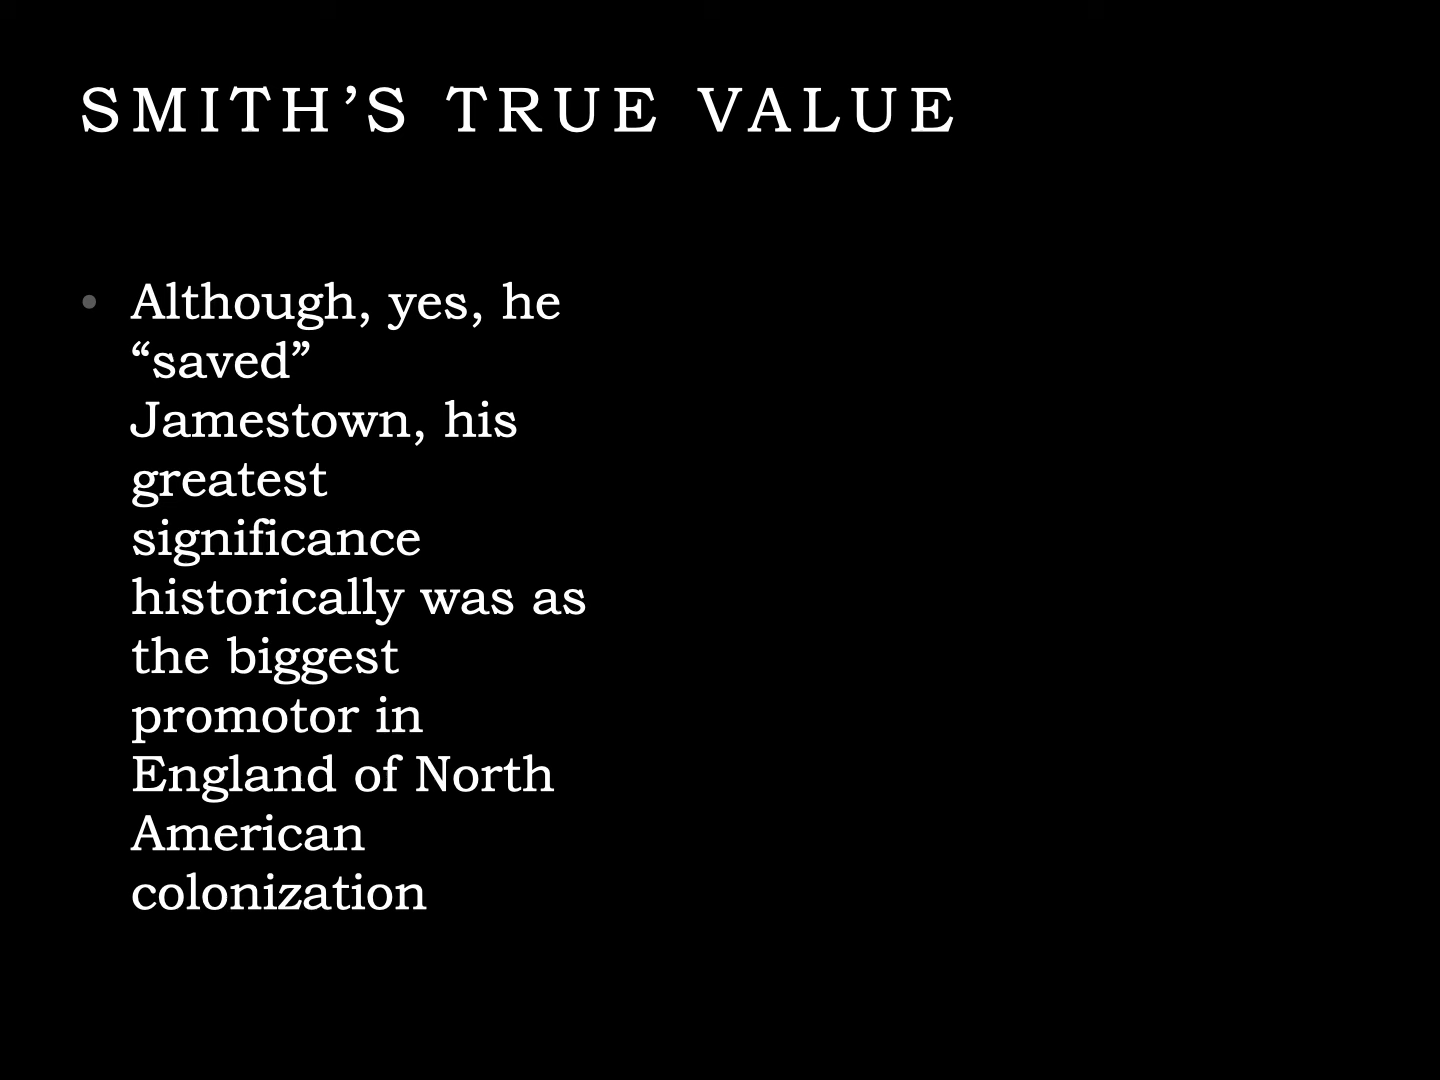 SMITH’S TRUE VALUE
• Although, yes, he
“saved”
Jamestown, his
greatest
significance
historically was as
the biggest
promotor in
England of North
American
colonization